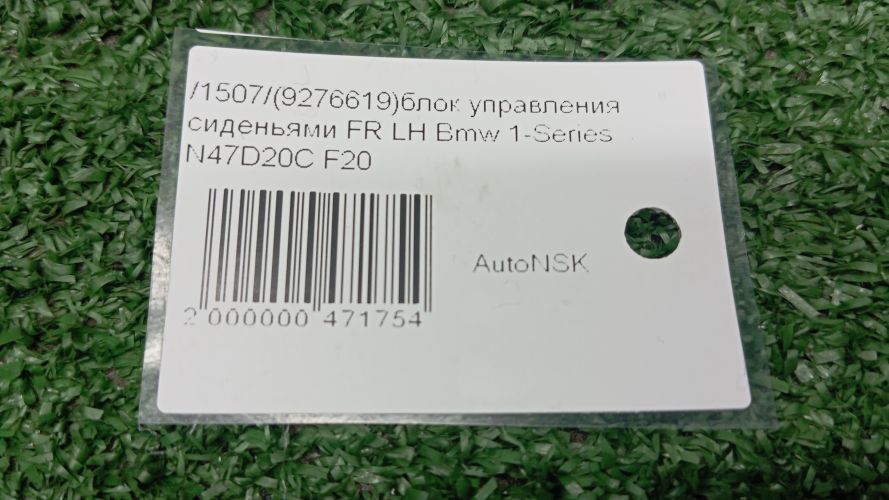 /1507/(9276619)блок управления
сиденьями FR LH Bmw 1-Series
N47D20C F20
AutoNSK
2 000000 471754